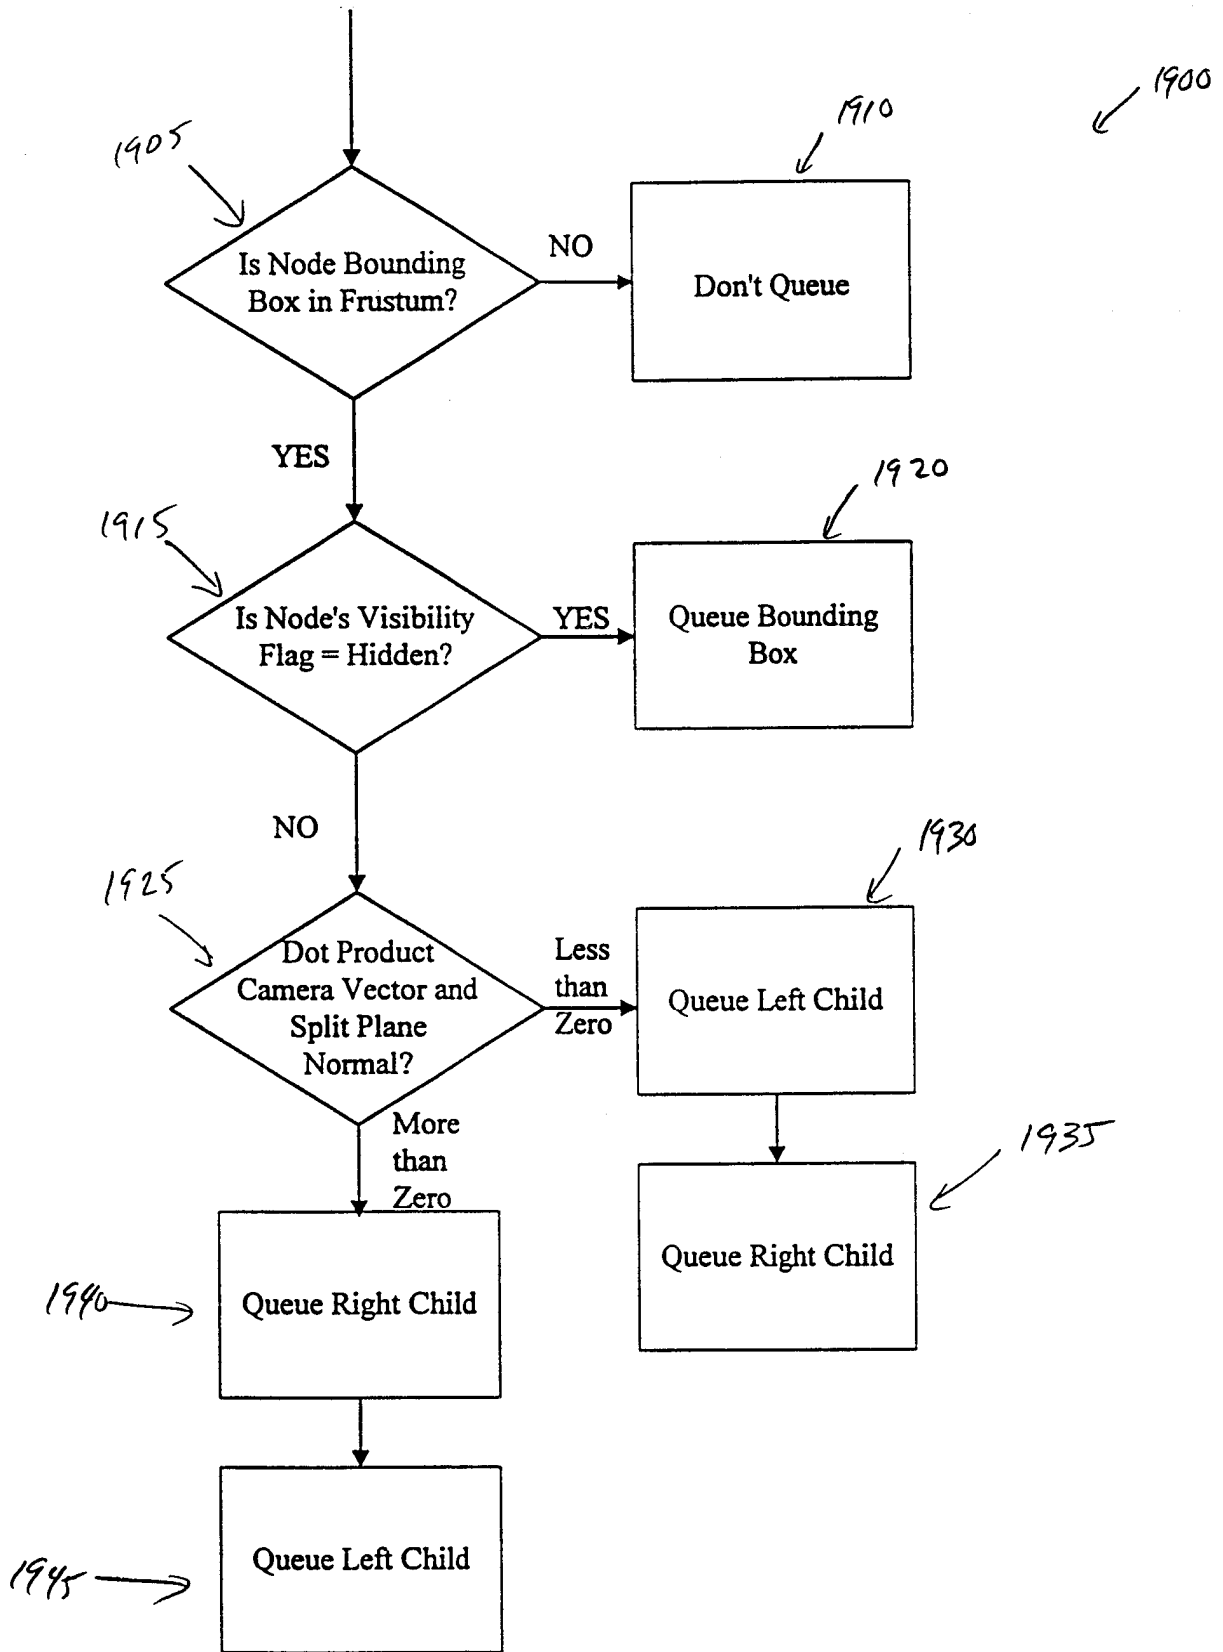 1900
1910
1905
Is Node Bounding
Box in Frustum?
NO
Don't Queue
YES
1920
1915
Is Node's Visibility
Flag = Hidden?
YES
Queue Bounding
Box
NO
1930
1925
Dot Product
Camera Vector and
Split Plane
Normal?
Less
than
Zero
Queue Left Child
More
than
Zero
1935
Queue Right Child
1940
Queue Right Child
1945
Queue Left Child